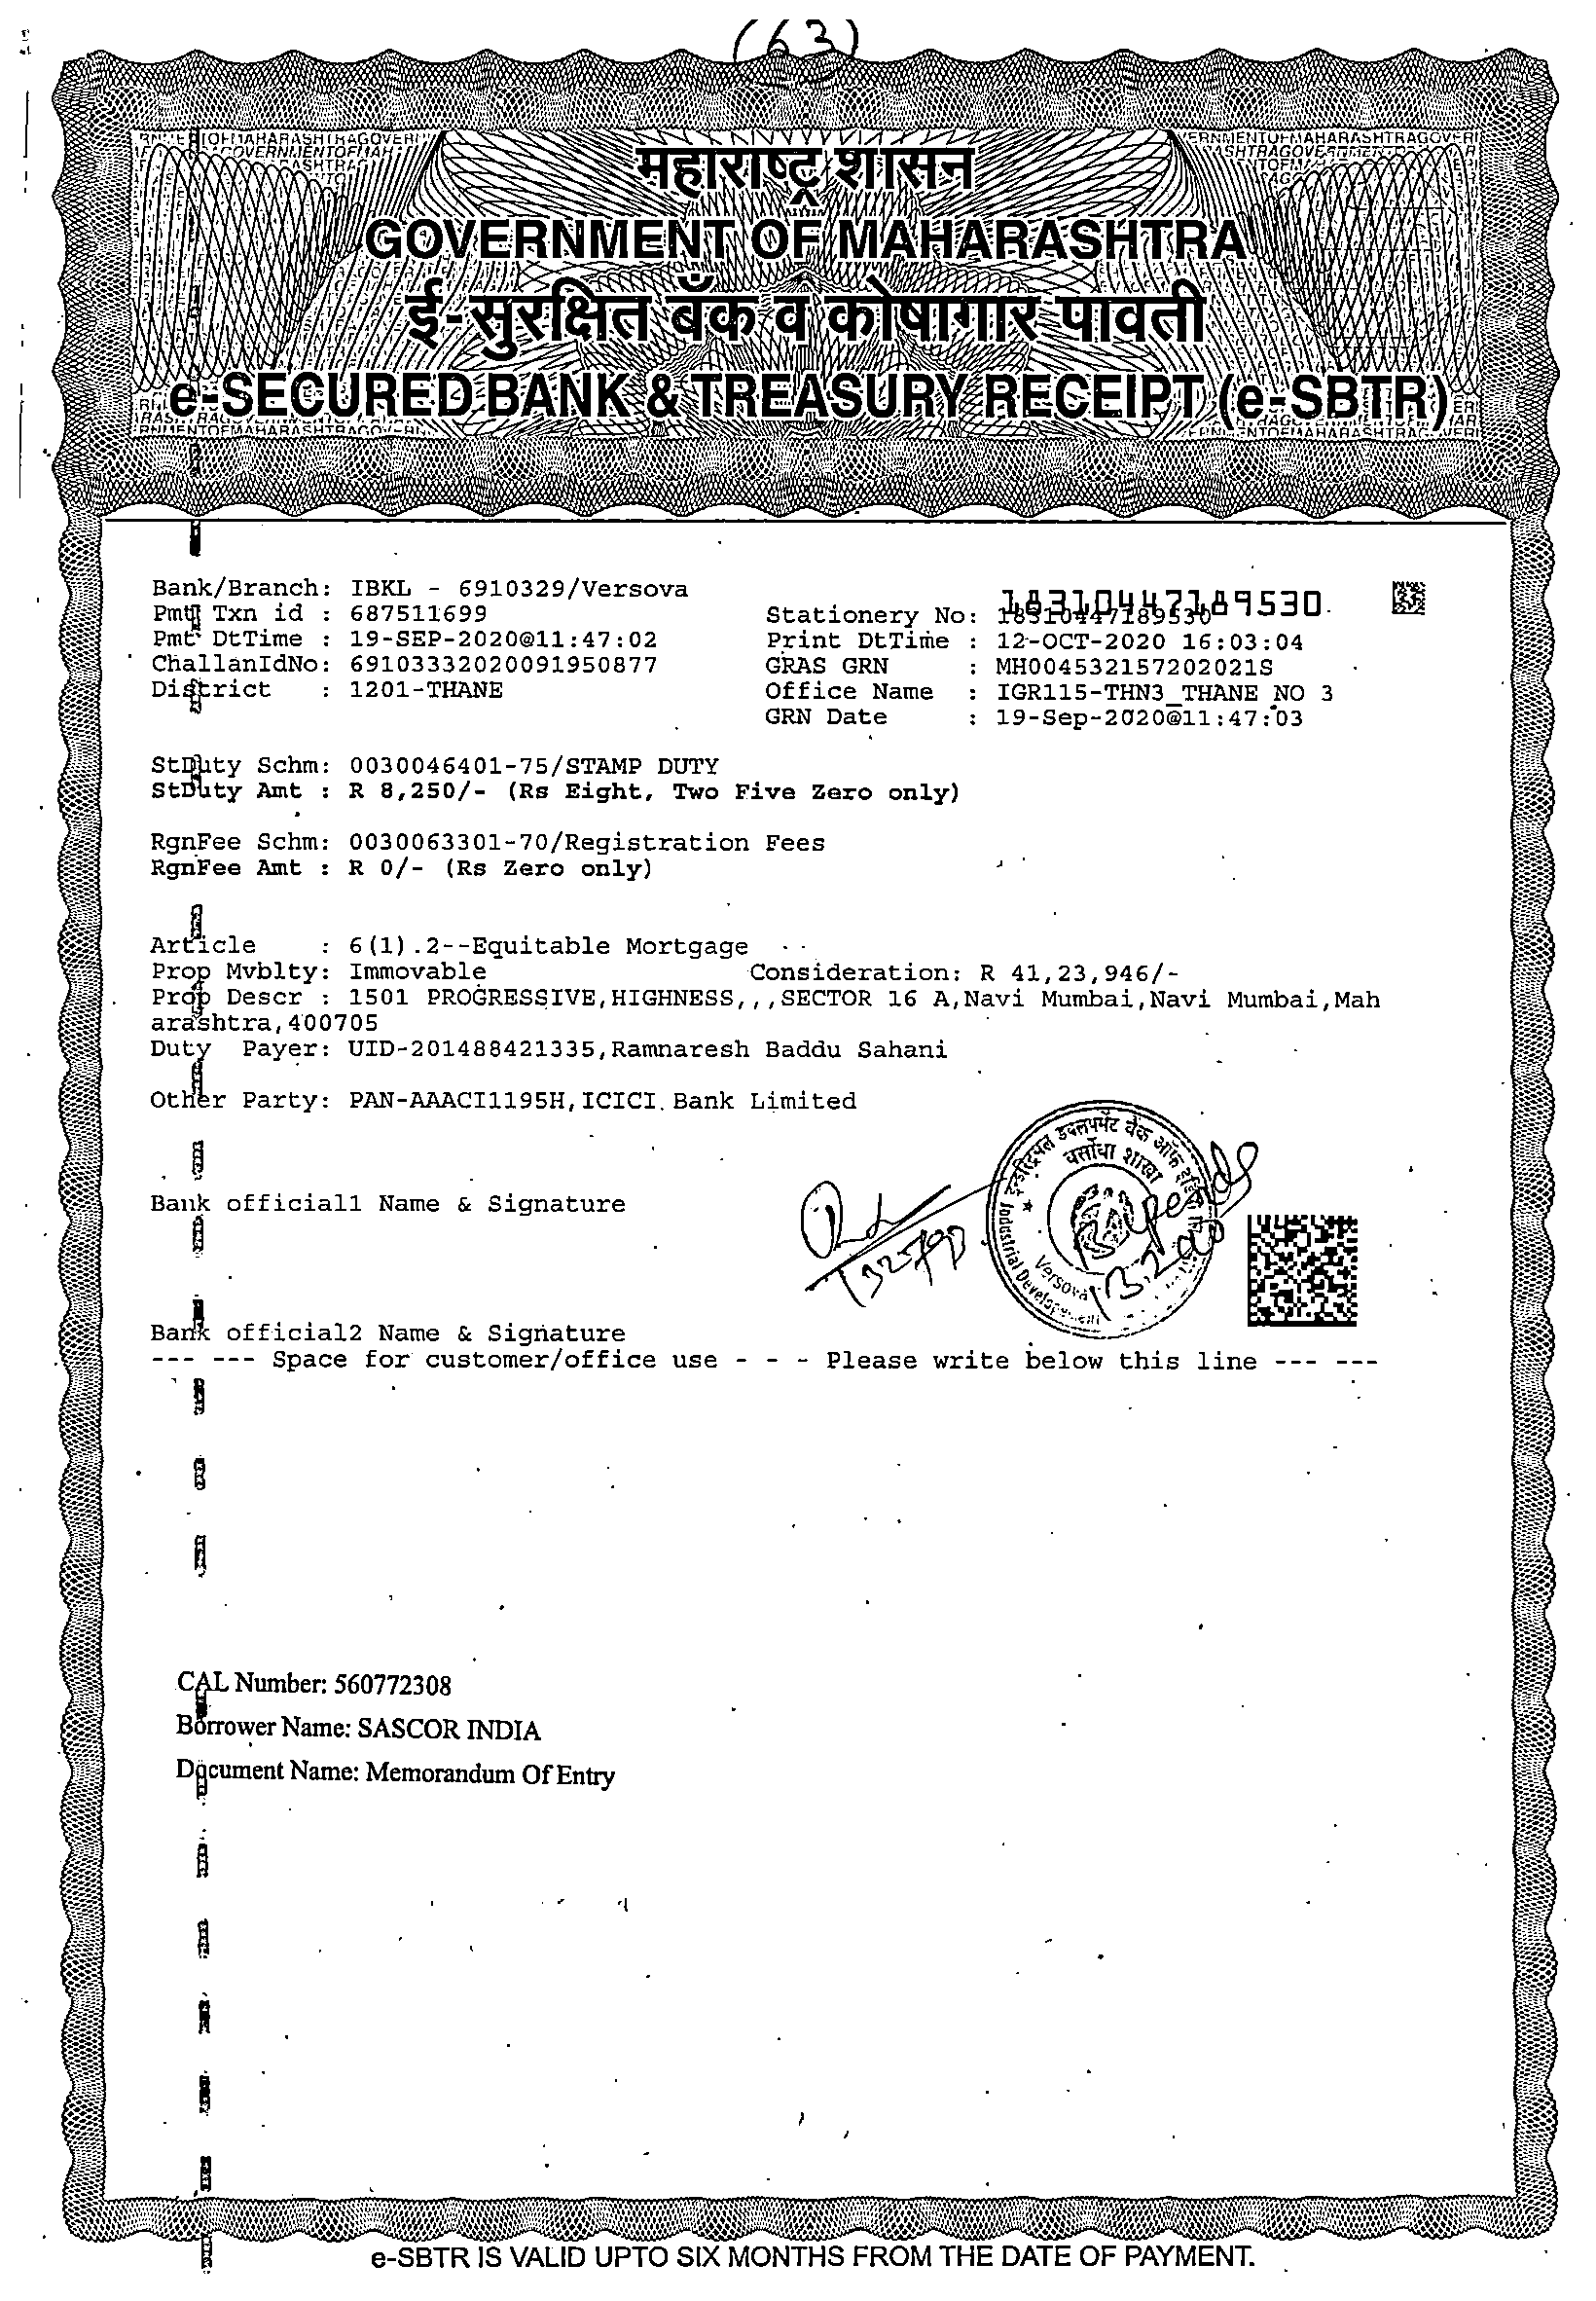 (63)
महाराष्ट्र शासन
GOVERNMENT OF MAHARASHTRA
ई-सुरक्षित बँक व कोषागार पावती
e-SECURED BANK & TREASURY RECEIPT (e-SBTR)
18310447189530
Bank/Branch: IBKL - 6910329/Versova
Pmt Txn id : 687511699 Stationery No: 18310447189530
Pmt DtTime : 19-SEP-2020@11:47:02 Print DtTime : 12-OCT-2020 16:03:04
ChallanIdNo: 69103332020091950877 GRAS GRN : MH004532157202021S
District : 1201-THANE Office Name : IGR115-THN3_THANE NO 3
GRN Date : 19-Sep-2020@11:47:03
StDuty Schm: 0030046401-75/STAMP DUTY
StDuty Amt : R 8,250/- (Rs Eight, Two Five Zero only)
RgnFee Schm: 0030063301-70/Registration Fees
RgnFee Amt : R 0/- (Rs Zero only)
Article : 6(1).2--Equitable Mortgage
Prop Mvblty: Immovable Consideration: R 41,23,946/-
Prop Descr : 1501 PROGRESSIVE,HIGHNESS,,,SECTOR 16 A,Navi Mumbai,Navi Mumbai,Mah
arashtra,400705
Duty Payer: UID-201488421335,Ramnaresh Baddu Sahani
Other Party: PAN-AAACI1195H,ICICI Bank Limited
वर्सोवा शाखा
Industrial Development
Versova
Bank official1 Name & Signature
Bank official2 Name & Signature
--- --- Space for customer/office use - - - Please write below this line --- ---
CAL Number: 560772308
Borrower Name: SASCOR INDIA
Document Name: Memorandum Of Entry
e-SBTR IS VALID UPTO SIX MONTHS FROM THE DATE OF PAYMENT.